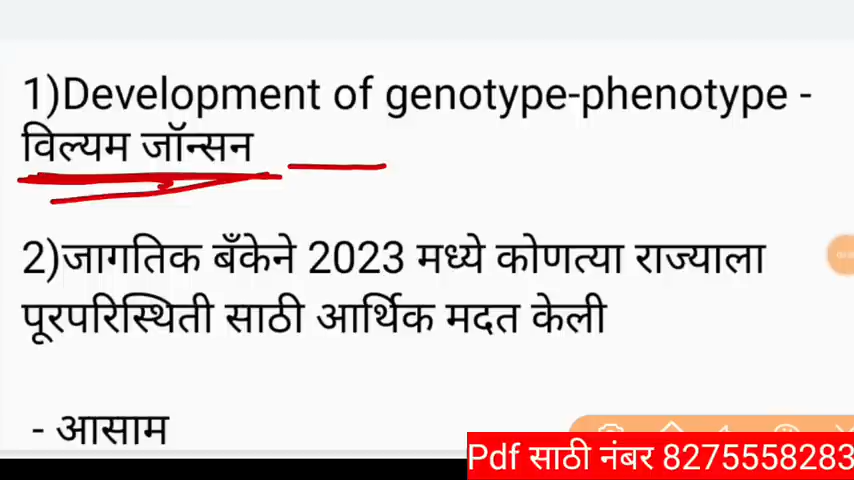 1)Development of genotype-phenotype -
विल्यम जॉन्सन
2)जागतिक बँकेने 2023 मध्ये कोणत्या राज्याला
पूरपरिस्थिती साठी आर्थिक मदत केली
- आसाम
Pdf साठी नंबर 8275558283